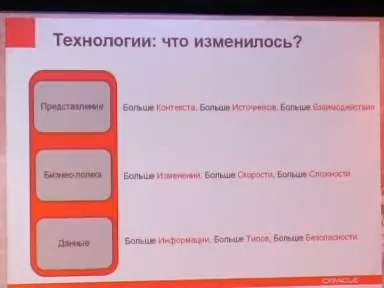 Технологии: что изменилось?
Представление
Больше Контекста, Больше Источников, Больше Взаимодействия
Бизнес-логика
Больше Изменений, Больше Скорости, Больше Сложности
Данные
Больше Информации, Больше Типов, Больше Безопасности
ORACLE